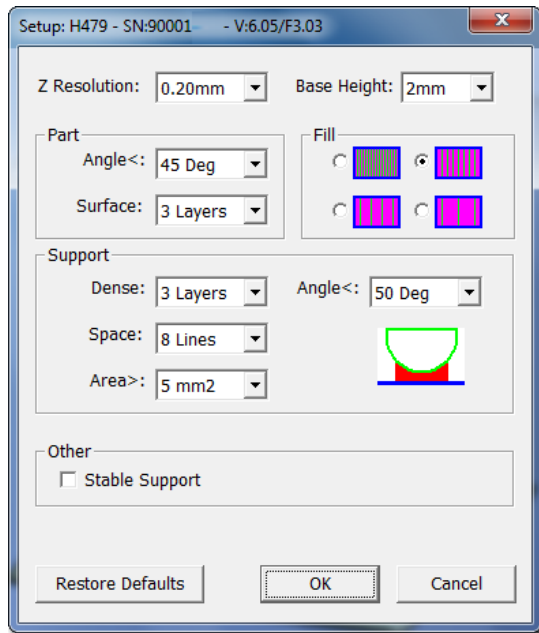 Setup: H479 - SN:90001 - V:6.05/F3.03
Z Resolution: 0.20mm Base Height: 2mm
Part Fill
Angle<: 45 Deg
Surface: 3 Layers
Support
Dense: 3 Layers Angle<: 50 Deg
Space: 8 Lines
Area>: 5 mm2
Other
Stable Support
Restore Defaults OK Cancel